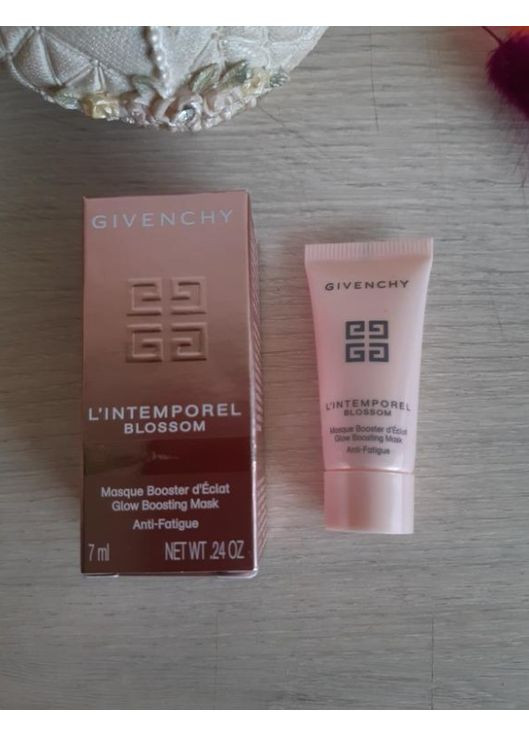 GIVENCHY
L'INTEMPOREL
BLOSSOM
Masque Booster d'Éclat
Glow Boosting Mask
Anti-Fatigue
7 ml NET WT .24 OZ
GIVENCHY
L'INTEMPOREL
BLOSSOM
Masque Booster d'Éclat
Glow Boosting Mask
Anti-Fatigue